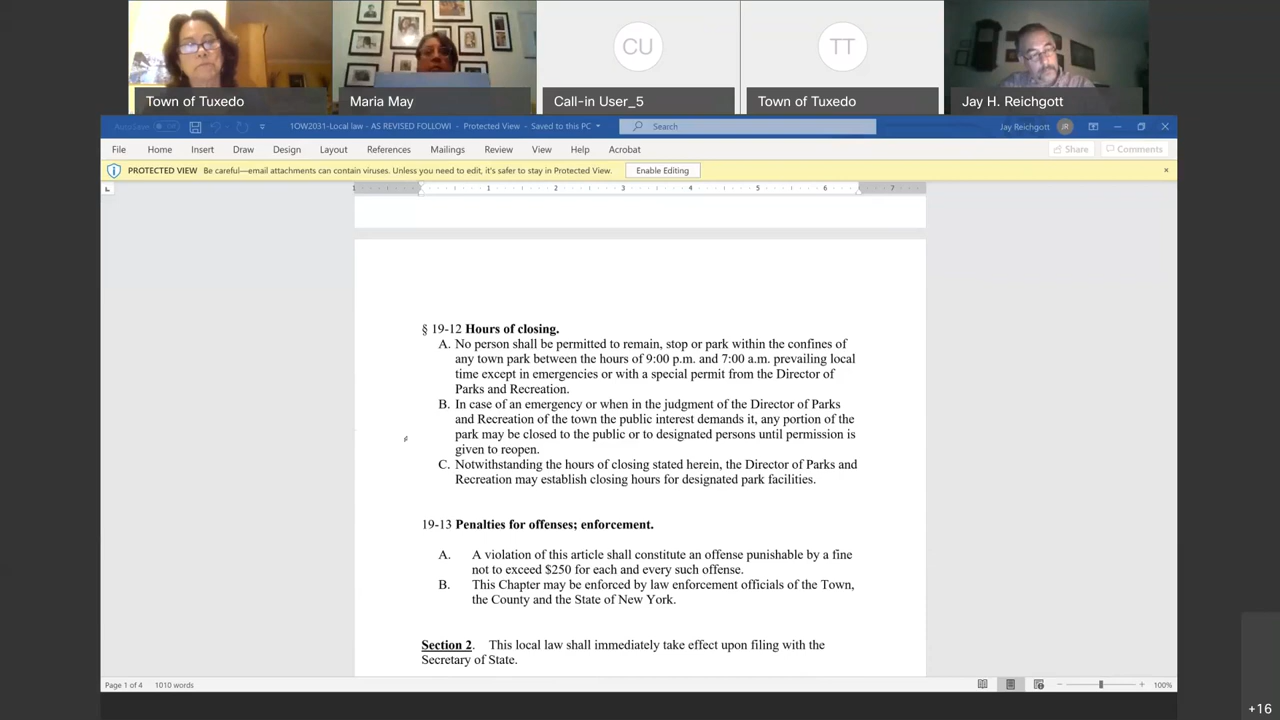 CU
TT
Town of Tuxedo
Maria May
Call-in User_5
Town of Tuxedo
Jay H. Reichgott
1OW2031-Local law - AS REVISED FOLLOWI - Protected View - Saved to this PC
Search
Jay Reichgott
JR
File Home Insert Draw Design Layout References Mailings Review View Help Acrobat
Share
Comments
PROTECTED VIEW Be careful—email attachments can contain viruses. Unless you need to edit, it's safer to stay in Protected View.
Enable Editing
1 1 2 3 4 5 6 7
§ 19-12 Hours of closing.
A. No person shall be permitted to remain, stop or park within the confines of
any town park between the hours of 9:00 p.m. and 7:00 a.m. prevailing local
time except in emergencies or with a special permit from the Director of
Parks and Recreation.
B. In case of an emergency or when in the judgment of the Director of Parks
and Recreation of the town the public interest demands it, any portion of the
park may be closed to the public or to designated persons until permission is
given to reopen.
C. Notwithstanding the hours of closing stated herein, the Director of Parks and
Recreation may establish closing hours for designated park facilities.
19-13 Penalties for offenses; enforcement.
A. A violation of this article shall constitute an offense punishable by a fine
not to exceed $250 for each and every such offense.
B. This Chapter may be enforced by law enforcement officials of the Town,
the County and the State of New York.
Section 2. This local law shall immediately take effect upon filing with the
Secretary of State.
Page 1 of 4 1010 words
100%
+16